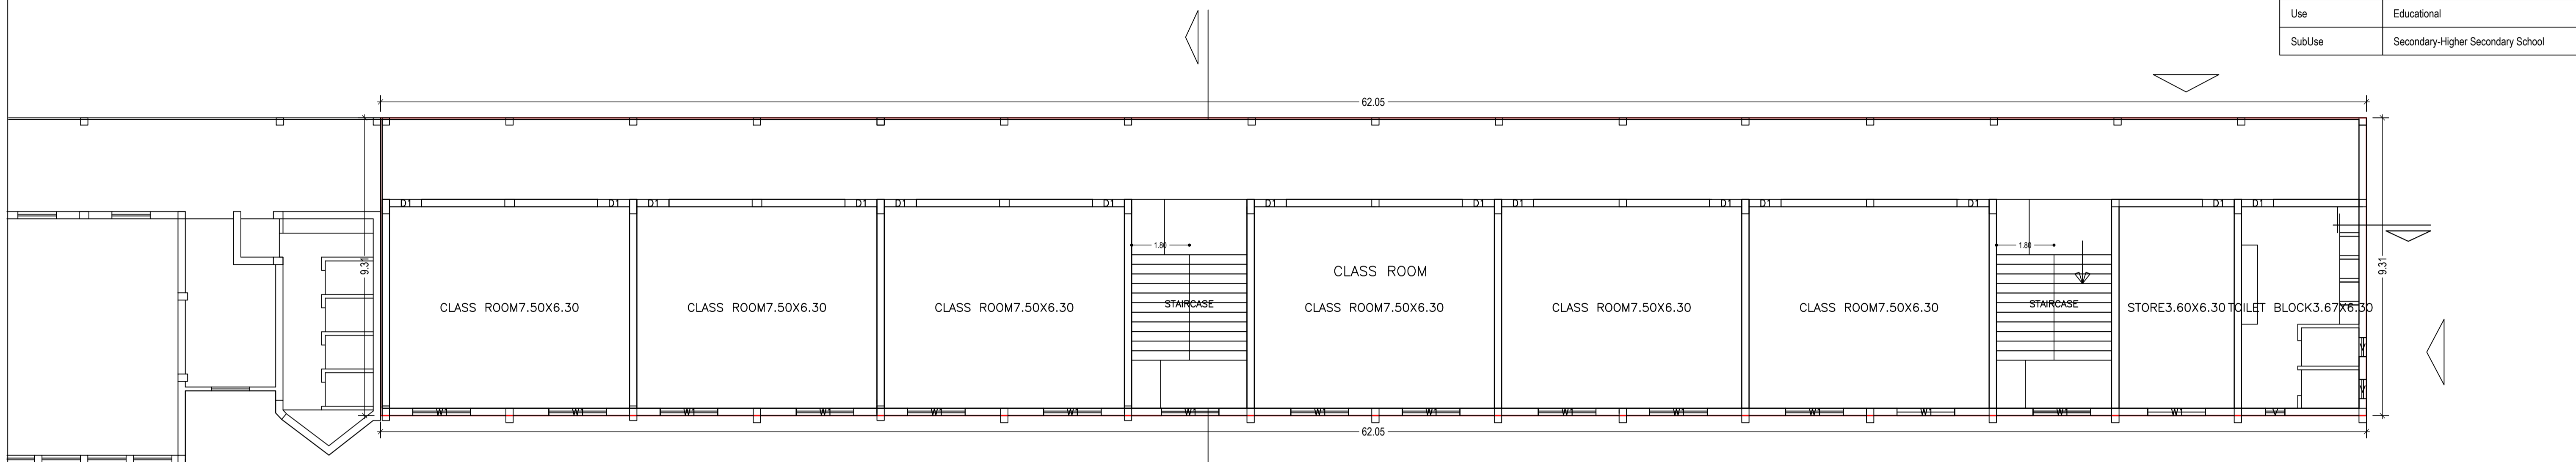 Use Educational
SubUse Secondary-Higher Secondary School
62.05
D1 D1 D1 D1 D1 D1 D1 D1 D1 D1 D1 D1 D1 D1
1.80 1.80
9.31 9.31
CLASS ROOM
CLASS ROOM7.50X6.30 CLASS ROOM7.50X6.30 CLASS ROOM7.50X6.30 STAIRCASE CLASS ROOM7.50X6.30 CLASS ROOM7.50X6.30 CLASS ROOM7.50X6.30 STAIRCASE STORE3.60X6.30 TOILET BLOCK3.67X6.30
V
V
W1 W1 W1 W1 W1 W1 W1 W1 W1 W1 W1 W1 W1 W1 W1 V
62.05